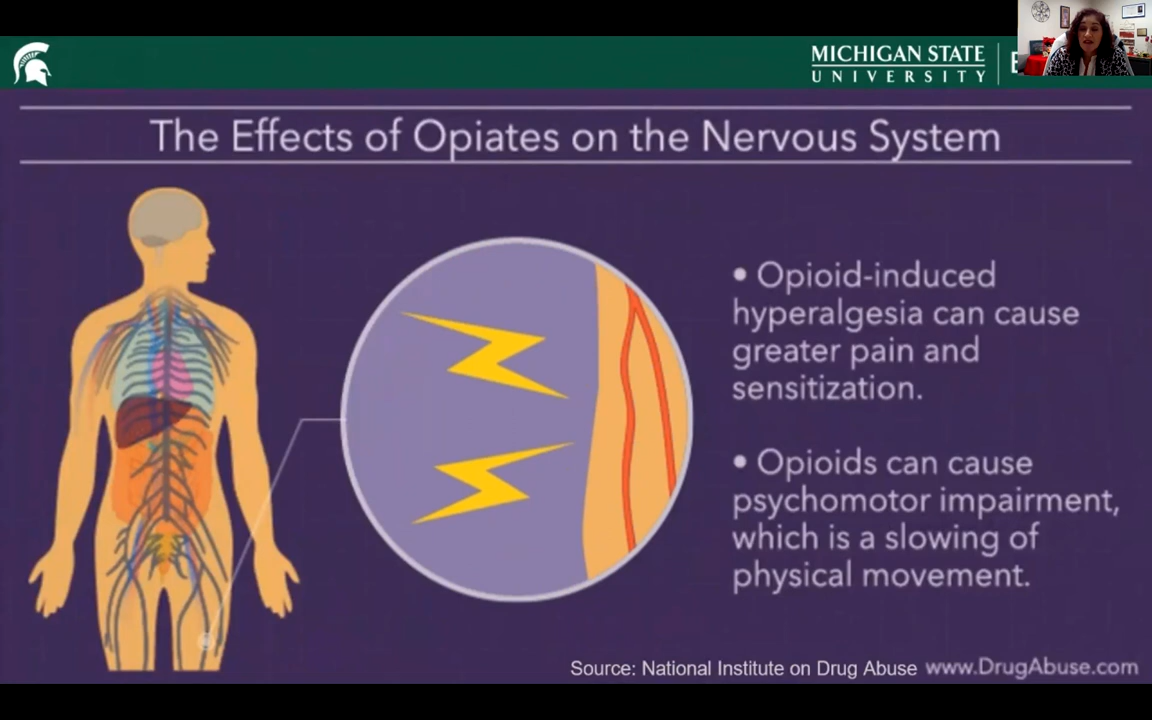 MICHIGAN STATE
UNIVERSITY
The Effects of Opiates on the Nervous System
• Opioid-induced
hyperalgesia can cause
greater pain and
sensitization.
• Opioids can cause
psychomotor impairment,
which is a slowing of
physical movement.
Source: National Institute on Drug Abuse www.DrugAbuse.com